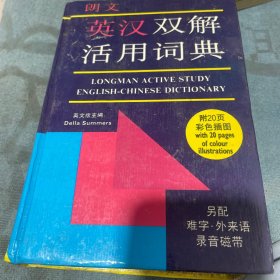 朗文
英汉双解
活用词典
LONGMAN ACTIVE STUDY
ENGLISH-CHINESE DICTIONARY
英文版主编
Della Summers
附20页
彩色插图
with 20 pages
of colour
illustrations
另配
难字·外来语
录音磁带